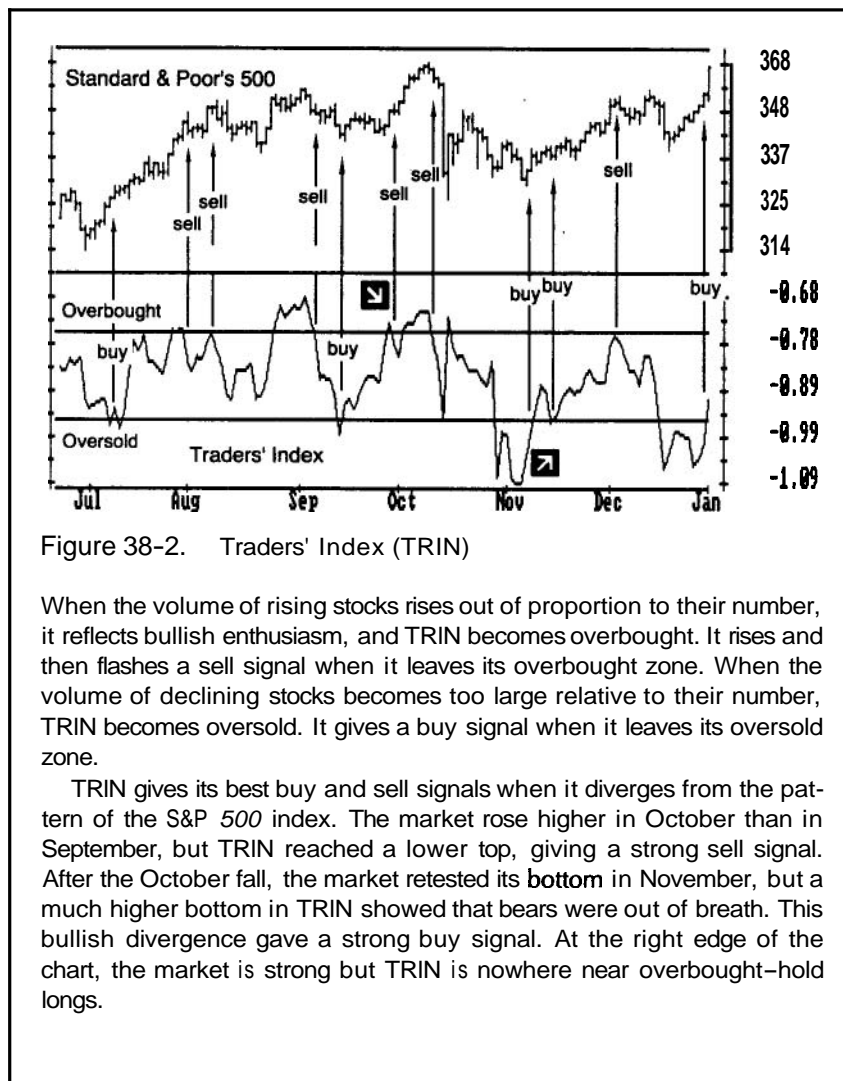 Standard & Poor's 500
368
348
337
325
314
sell
sell
sell
sell
sell
sell
buy
buy
buy
buy
buy
Overbought
Oversold
Traders' Index
-0.68
-0.78
-0.89
-0.99
-1.09
Jul Aug Sep Oct Nov Dec Jan
Figure 38-2. Traders' Index (TRIN)
When the volume of rising stocks rises out of proportion to their number,
it reflects bullish enthusiasm, and TRIN becomes overbought. It rises and
then flashes a sell signal when it leaves its overbought zone. When the
volume of declining stocks becomes too large relative to their number,
TRIN becomes oversold. It gives a buy signal when it leaves its oversold
zone.
TRIN gives its best buy and sell signals when it diverges from the pat-
tern of the S&P 500 index. The market rose higher in October than in
September, but TRIN reached a lower top, giving a strong sell signal.
After the October fall, the market retested its bottom in November, but a
much higher bottom in TRIN showed that bears were out of breath. This
bullish divergence gave a strong buy signal. At the right edge of the
chart, the market is strong but TRIN is nowhere near overbought-hold
longs.